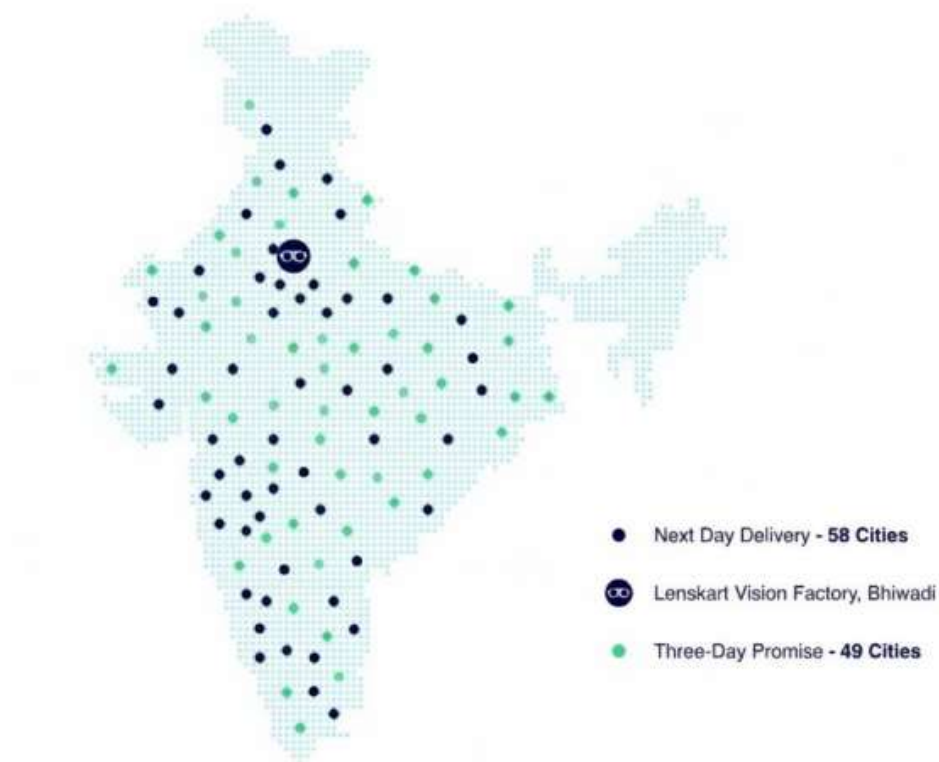 Next Day Delivery - 58 Cities
Lenskart Vision Factory, Bhiwadi
Three-Day Promise - 49 Cities